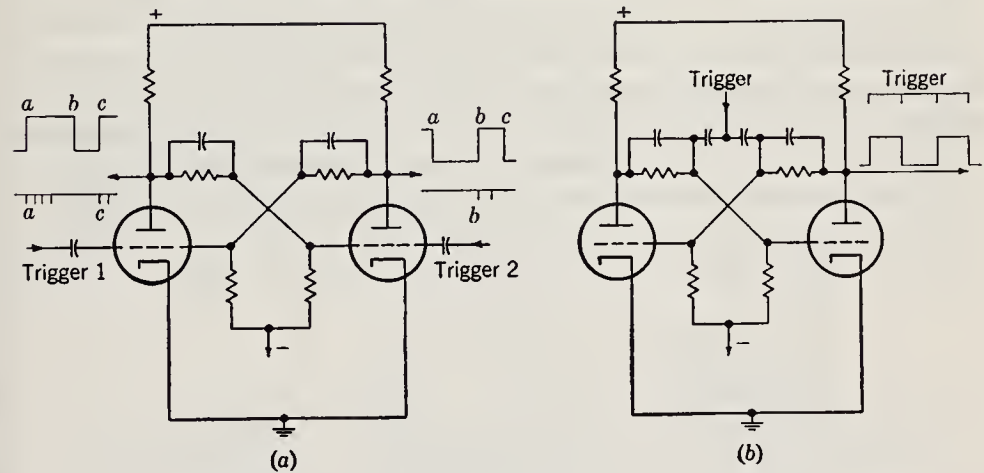 +
+
a b c
a b c
Trigger
Trigger
a
c
b
Trigger 1
Trigger 2
−
−
(a)
(b)